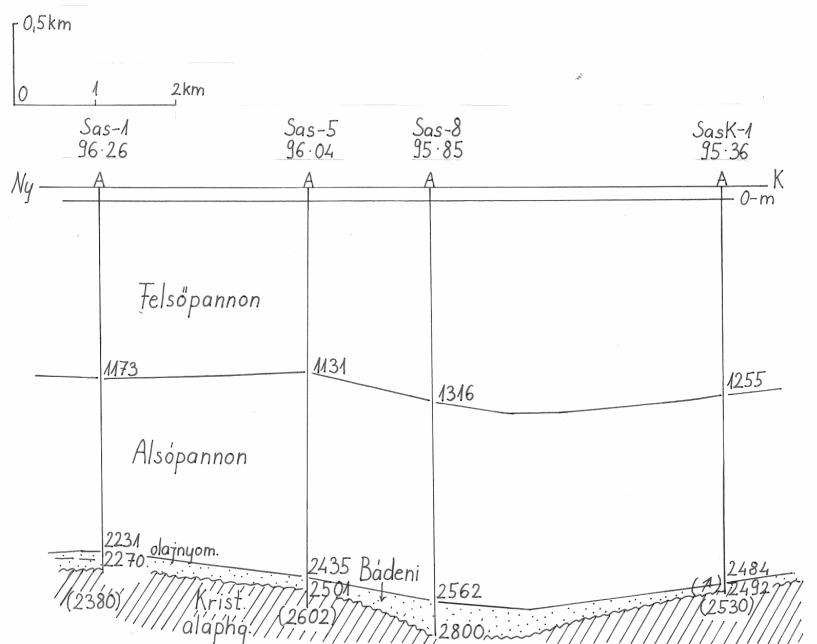 0,5km
0 1 2km
Sas-1
96·26
Sas-5
96·04
Sas-8
95·85
SasK-1
95·36
Ny
K
0-m
Felsőpannon
1173
1131
1316
1255
Alsópannon
2231
2270
olajnyom.
2435
2501
Bádeni
2562
2484
(1) 2492
(2380)
Krist.
alaphg.
(2602)
(2530)
2800